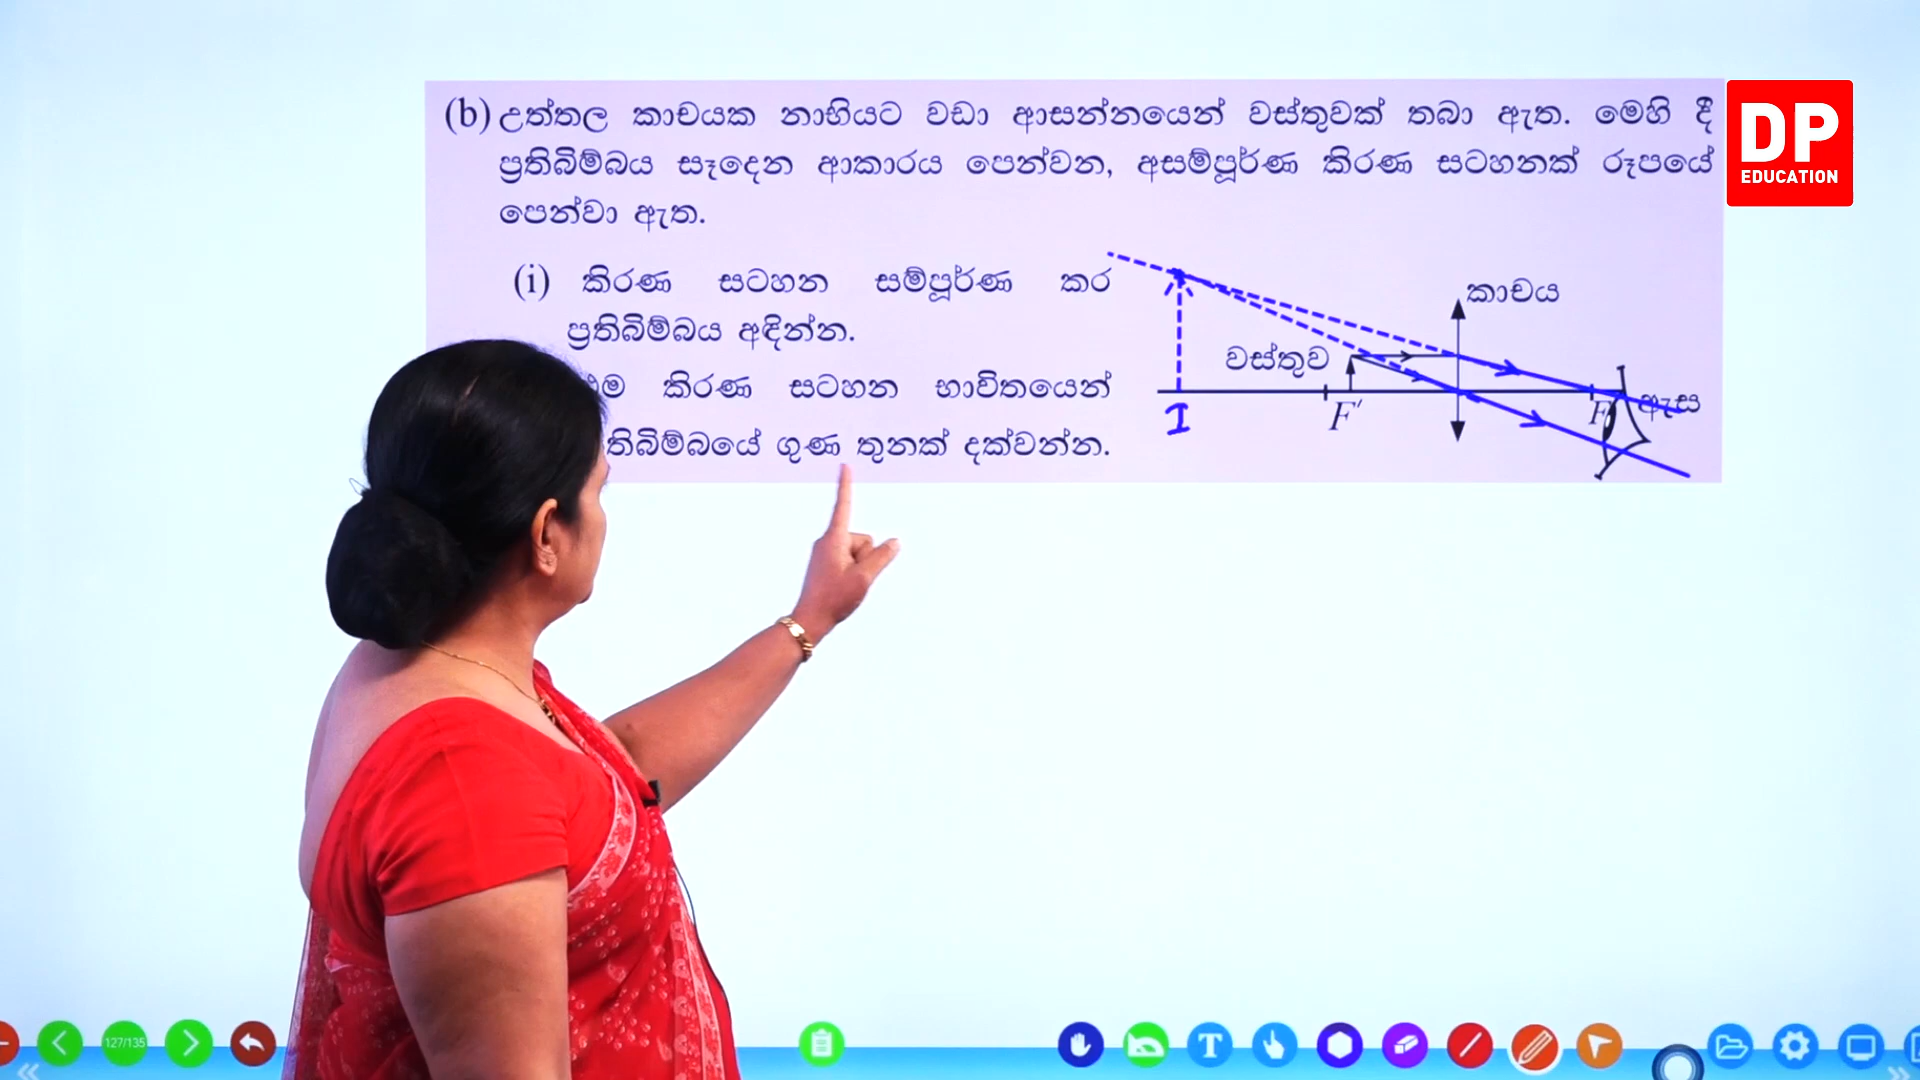 (b) උත්තල කාචයක නාභියට වඩා ආසන්නයෙන් වස්තුවක් තබා ඇත. මෙහි දී
ප්‍රතිබිම්බය සෑදෙන ආකාරය පෙන්වන, අසම්පූර්ණ කිරණ සටහනක් රූපයේ
පෙන්වා ඇත.
(i) කිරණ සටහන සම්පූර්ණ කර
ප්‍රතිබිම්බය අඳින්න.
කිරණ සටහන භාවිතයෙන්
ගුණ තුනක් දක්වන්න.
කාචය
වස්තුව
F′
F
ඇස
I
DP
EDUCATION
127/135
T